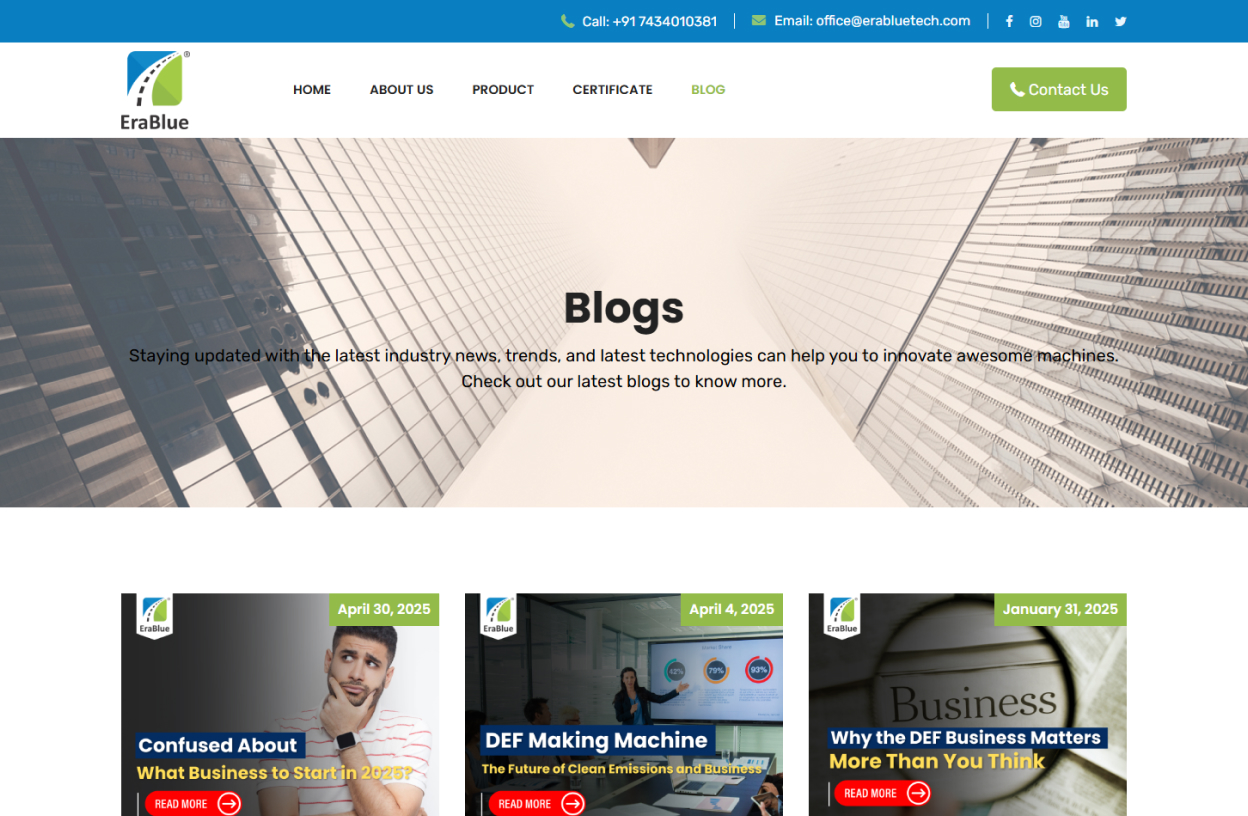 Call: +91 7434010381
Email: office@erabluetech.com
EraBlue
HOME
ABOUT US
PRODUCT
CERTIFICATE
BLOG
Contact Us
Blogs
Staying updated with the latest industry news, trends, and latest technologies can help you to innovate awesome machines.
Check out our latest blogs to know more.
EraBlue
April 30, 2025
Confused About
What Business to Start in 2025?
READ MORE
EraBlue
April 4, 2025
42%
79%
93%
DEF Making Machine
The Future of Clean Emissions and Business
READ MORE
EraBlue
January 31, 2025
Business
Why the DEF Business Matters
More Than You Think
READ MORE